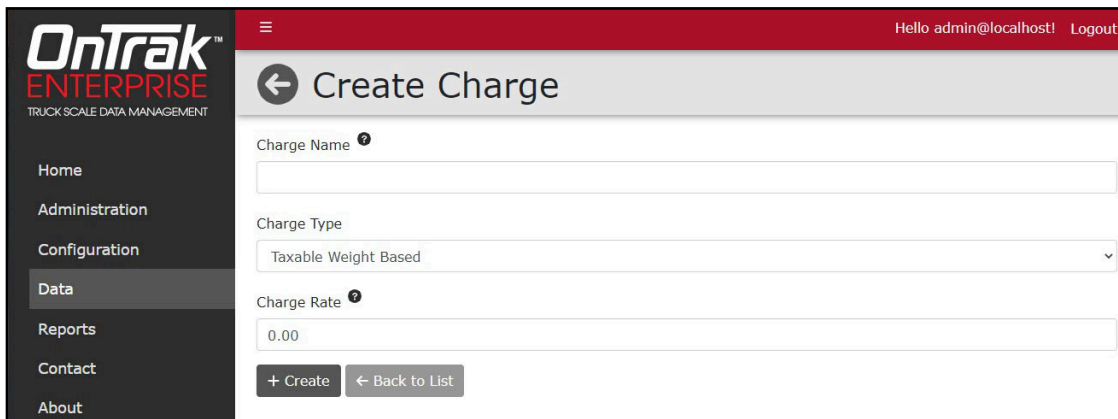 OnTrak™
ENTERPRISE
TRUCK SCALE DATA MANAGEMENT
Home
Administration
Configuration
Data
Reports
Contact
About
Hello admin@localhost! Logout
Create Charge
Charge Name
Charge Type
Taxable Weight Based
Charge Rate
0.00
+ Create ← Back to List